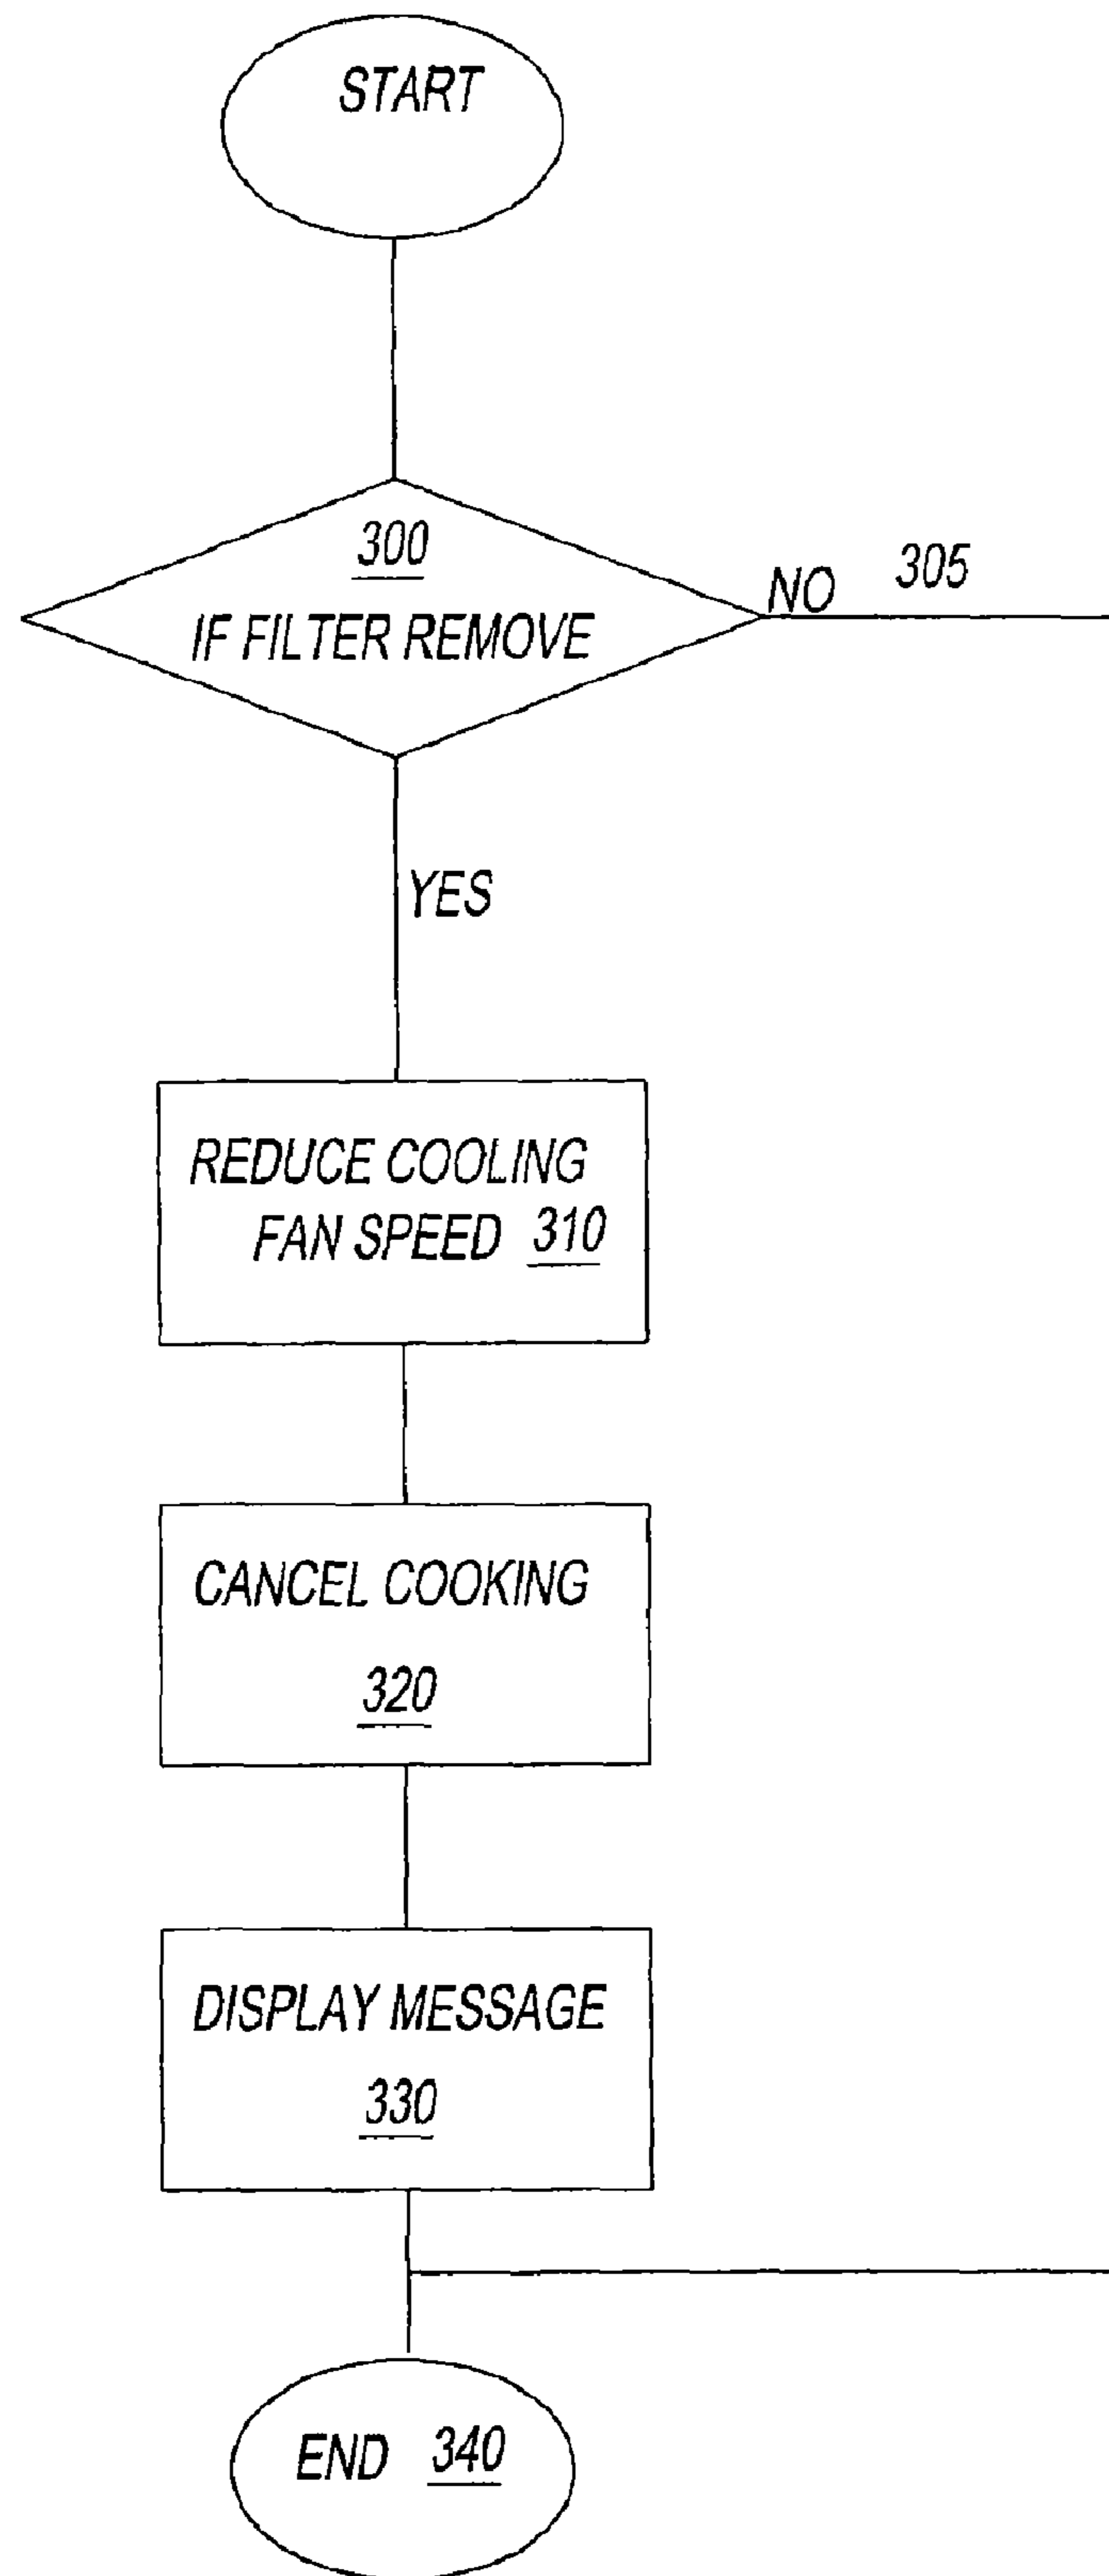 START
300
IF FILTER REMOVE
NO 305
YES
REDUCE COOLING
FAN SPEED 310
CANCEL COOKING
320
DISPLAY MESSAGE
330
END 340